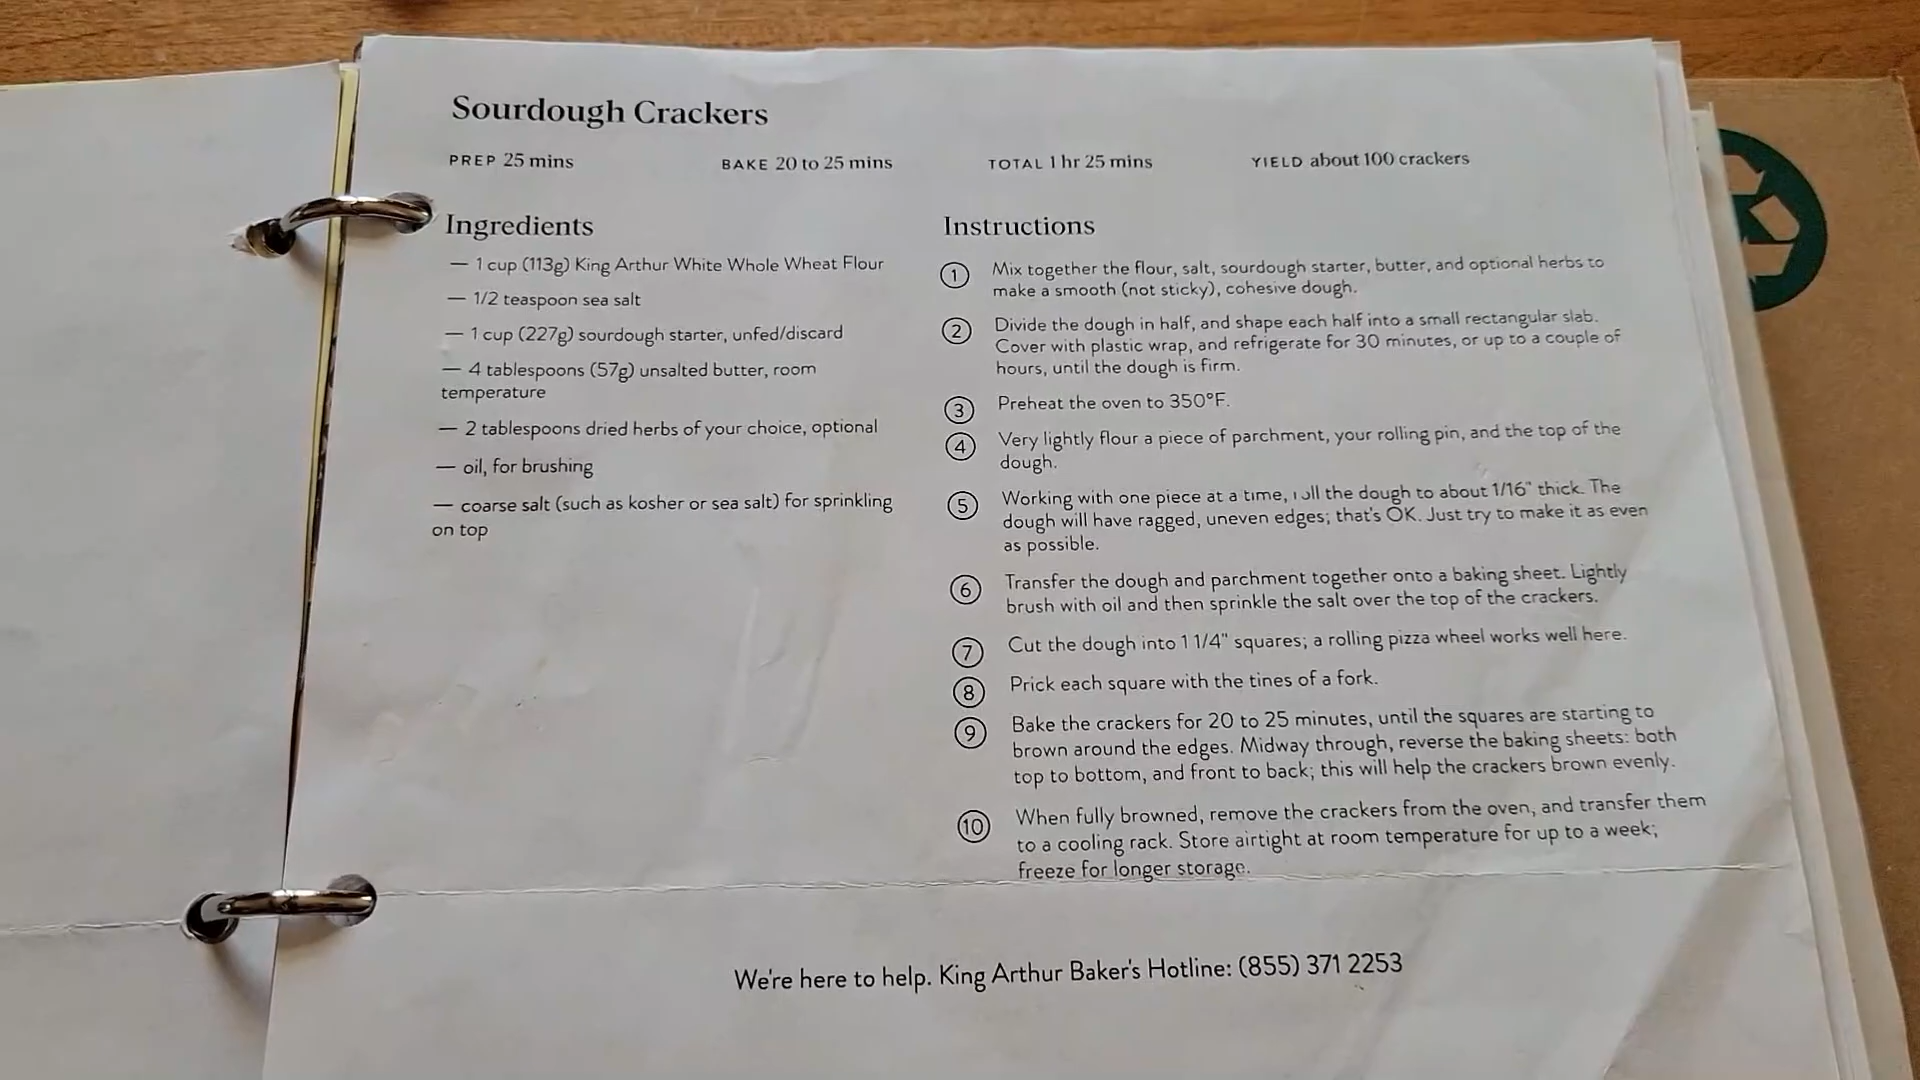 Sourdough Crackers
PREP 25 mins
BAKE 20 to 25 mins
TOTAL 1 hr 25 mins
YIELD about 100 crackers
Ingredients
— 1 cup (113g) King Arthur White Whole Wheat Flour
— 1/2 teaspoon sea salt
— 1 cup (227g) sourdough starter, unfed/discard
— 4 tablespoons (57g) unsalted butter, room
temperature
— 2 tablespoons dried herbs of your choice, optional
— oil, for brushing
— coarse salt (such as kosher or sea salt) for sprinkling
on top
Instructions
1 Mix together the flour, salt, sourdough starter, butter, and optional herbs to
make a smooth (not sticky), cohesive dough.
2 Divide the dough in half, and shape each half into a small rectangular slab.
Cover with plastic wrap, and refrigerate for 30 minutes, or up to a couple of
hours, until the dough is firm.
3 Preheat the oven to 350°F.
4 Very lightly flour a piece of parchment, your rolling pin, and the top of the
dough.
5 Working with one piece at a time, roll the dough to about 1/16" thick. The
dough will have ragged, uneven edges; that's OK. Just try to make it as even
as possible.
6 Transfer the dough and parchment together onto a baking sheet. Lightly
brush with oil and then sprinkle the salt over the top of the crackers.
7 Cut the dough into 1 1/4" squares; a rolling pizza wheel works well here.
8 Prick each square with the tines of a fork.
9 Bake the crackers for 20 to 25 minutes, until the squares are starting to
brown around the edges. Midway through, reverse the baking sheets: both
top to bottom, and front to back; this will help the crackers brown evenly.
10 When fully browned, remove the crackers from the oven, and transfer them
to a cooling rack. Store airtight at room temperature for up to a week;
freeze for longer storage.
We're here to help. King Arthur Baker's Hotline: (855) 371 2253